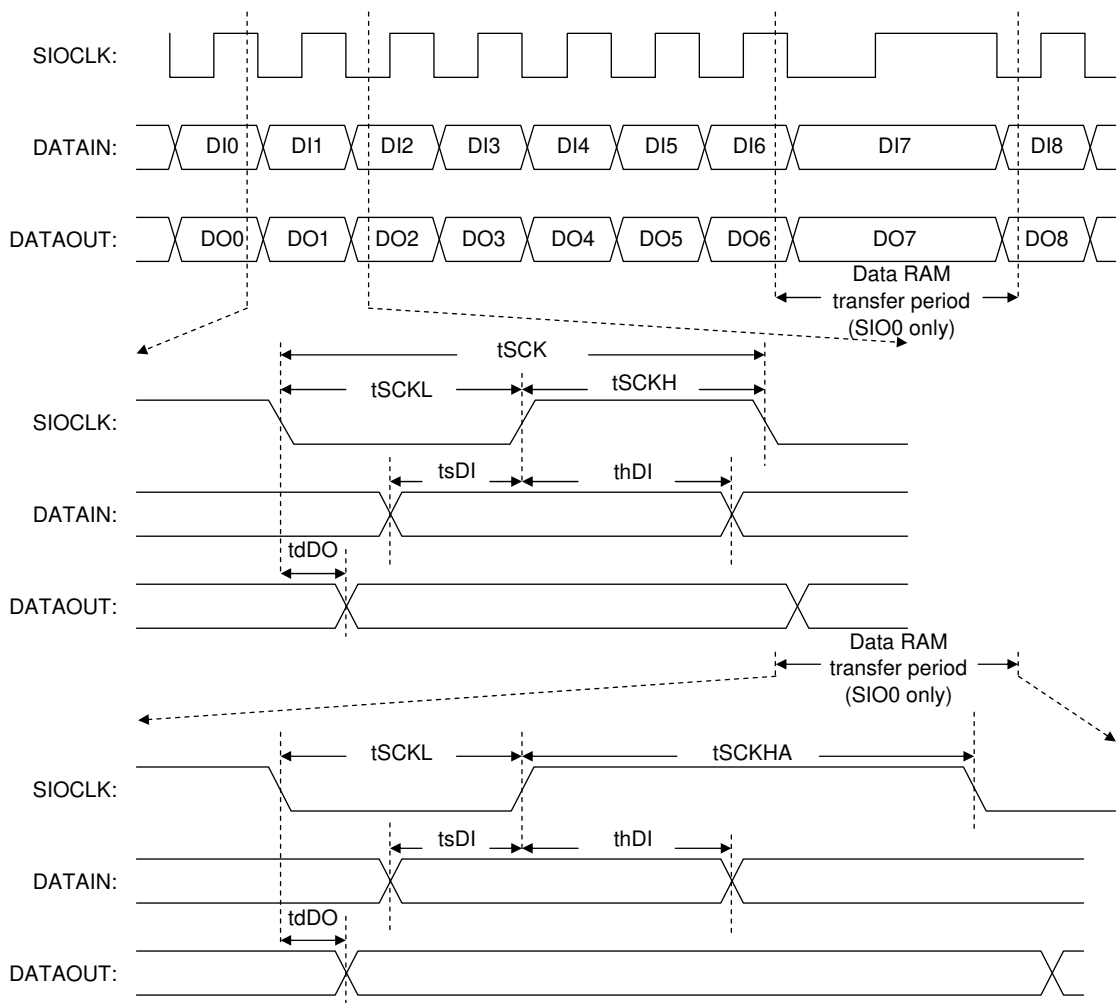 SIOCLK:
DATAIN: DI0 DI1 DI2 DI3 DI4 DI5 DI6 DI7 DI8
DATAOUT: DO0 DO1 DO2 DO3 DO4 DO5 DO6 DO7 DO8
Data RAM
transfer period
(SIO0 only)
tSCK
tSCKL tSCKH
SIOCLK:
tsDI thDI
DATAIN:
tdDO
DATAOUT:
Data RAM
transfer period
(SIO0 only)
tSCKL tSCKHA
SIOCLK:
tsDI thDI
DATAIN:
tdDO
DATAOUT: